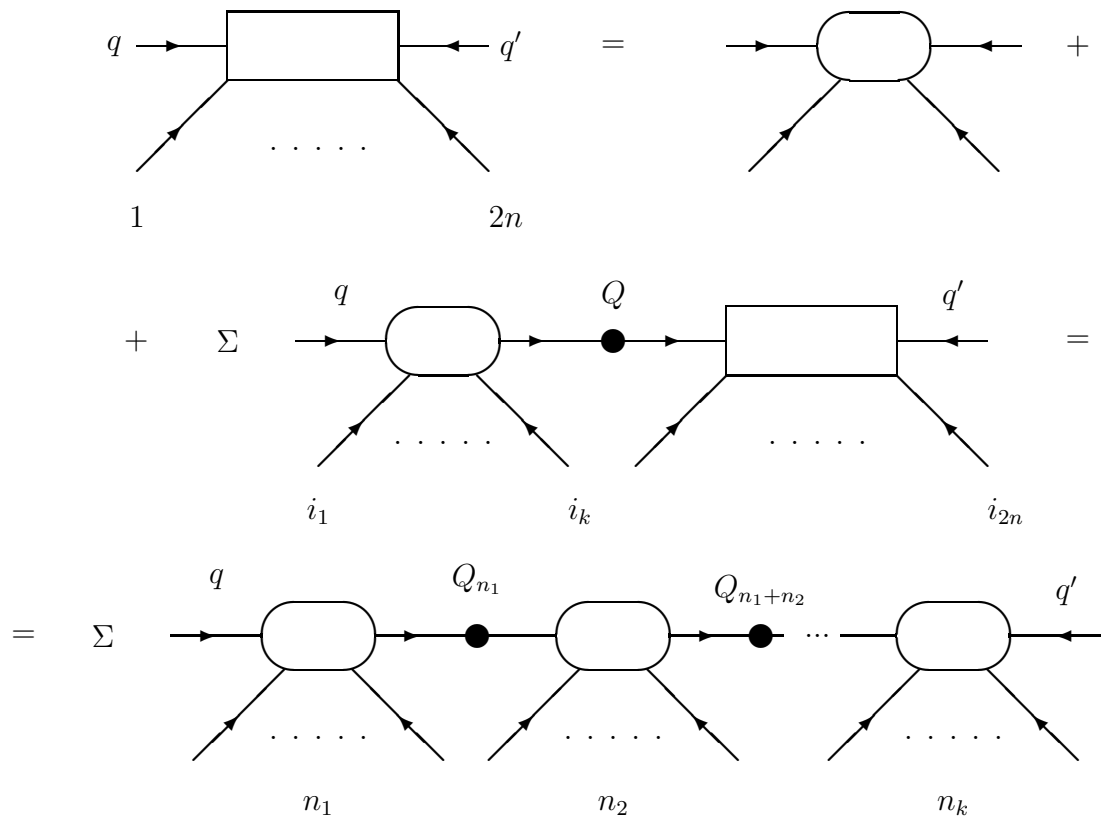 q q′ = +
. . . . .
1 2n
q Q q′
+ Σ =
. . . . . . . . . .
i₁ iₖ i₂ₙ
q Qₙ₁ Qₙ₁₊ₙ₂ q′
= Σ ...
. . . . . . . . . . . . . . .
n₁ n₂ nₖ